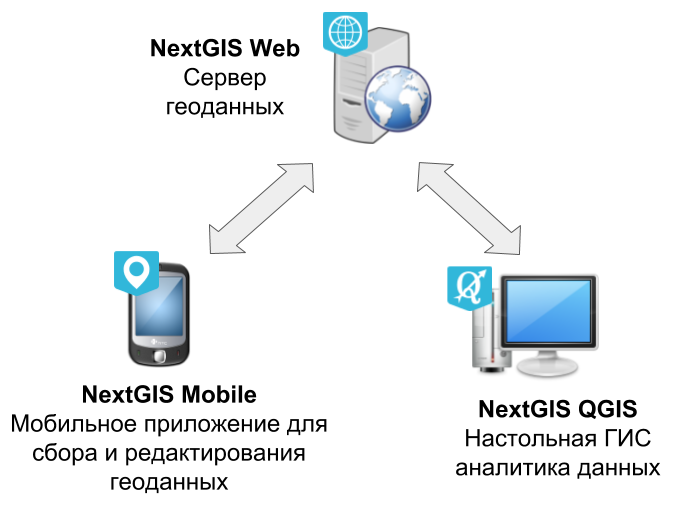 NextGIS Web
Сервер
геоданных
NextGIS Mobile
Мобильное приложение для
сбора и редактирования
геоданных
NextGIS QGIS
Настольная ГИС
аналитика данных